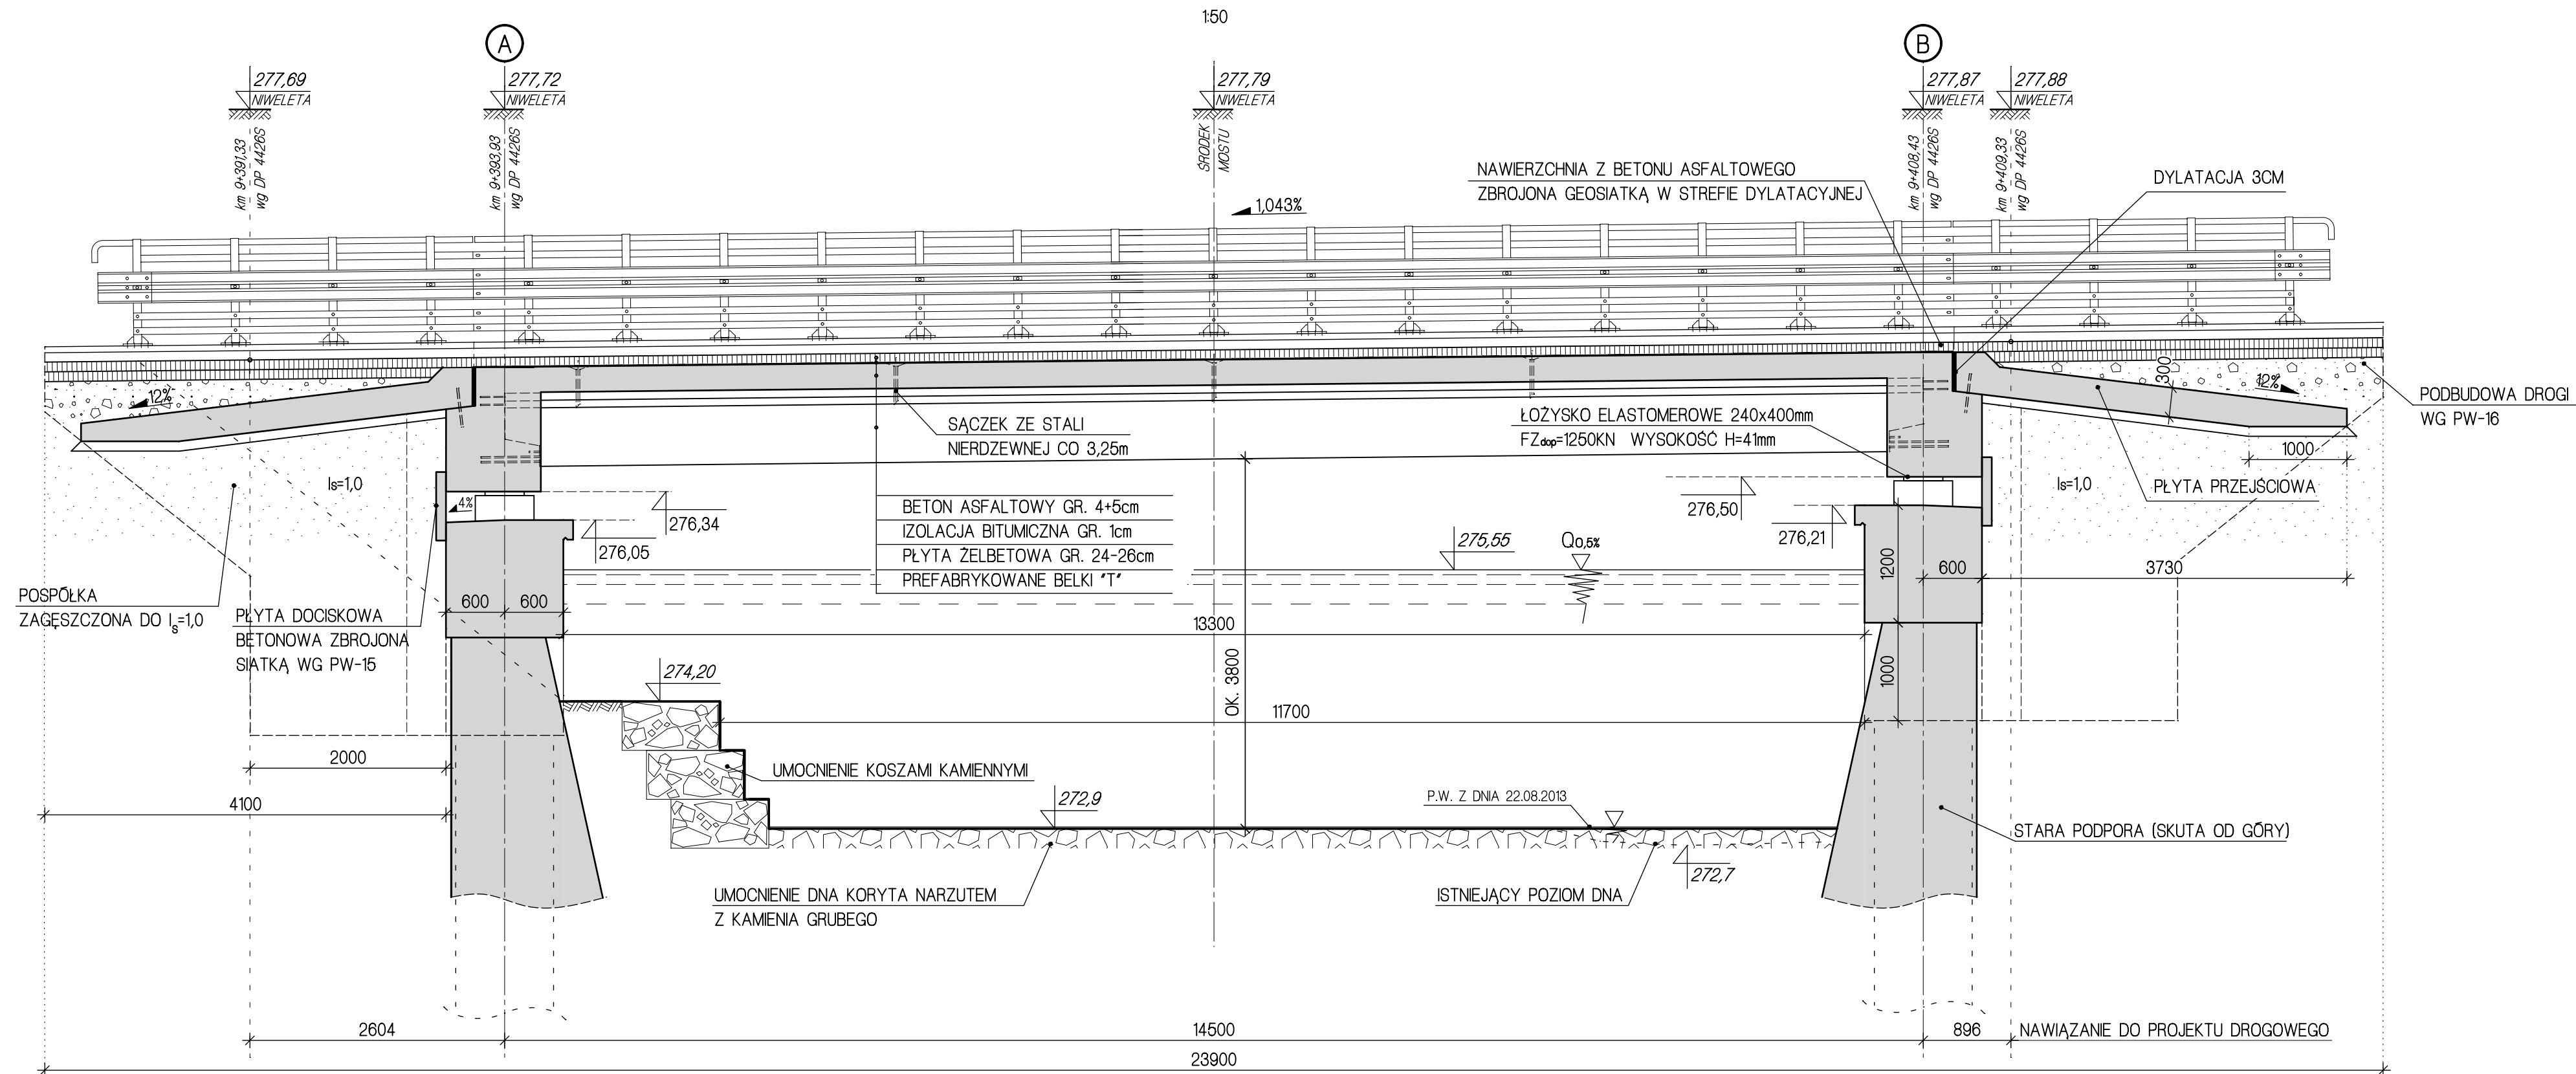 1:50
A
B
277,69
NIWELETA
277,72
NIWELETA
277,79
NIWELETA
277,87
NIWELETA
277,88
NIWELETA
km 9+391,33
wg DP 4426S
km 9+393,93
wg DP 4426S
ŚRODEK
MOSTU
km 9+408,43
wg DP 4426S
km 9+409,33
wg DP 4426S
NAWIERZCHNIA Z BETONU ASFALTOWEGO
ZBROJONA GEOSIATKĄ W STREFIE DYLATACYJNEJ
DYLATACJA 3CM
1,043%
12%
300
12%
PODBUDOWA DROGI
WG PW-16
SĄCZEK ZE STALI
NIERDZEWNEJ CO 3,25m
ŁOŻYSKO ELASTOMEROWE 240x400mm
FZdop=1250KN WYSOKOŚĆ H=41mm
1000
Is=1,0
Is=1,0
PŁYTA PRZEJŚCIOWA
4%
276,34
276,05
BETON ASFALTOWY GR. 4+5cm
IZOLACJA BITUMICZNA GR. 1cm
PŁYTA ŻELBETOWA GR. 24-26cm
PREFABRYKOWANE BELKI "T"
276,50
276,21
275,55
Q0,5%
1200
600
3730
POSPÓŁKA
ZAGĘSZCZONA DO Is=1,0
PŁYTA DOCISKOWA
BETONOWA ZBROJONA
SIATKĄ WG PW-15
600
600
13300
274,20
OK. 3800
1000
11700
2000
UMOCNIENIE KOSZAMI KAMIENNYMI
4100
272,9
P.W. Z DNIA 22.08.2013
STARA PODPORA (SKUTA OD GÓRY)
272,7
UMOCNIENIE DNA KORYTA NARZUTEM
Z KAMIENIA GRUBEGO
ISTNIEJĄCY POZIOM DNA
2604
14500
896
NAWIĄZANIE DO PROJEKTU DROGOWEGO
23900